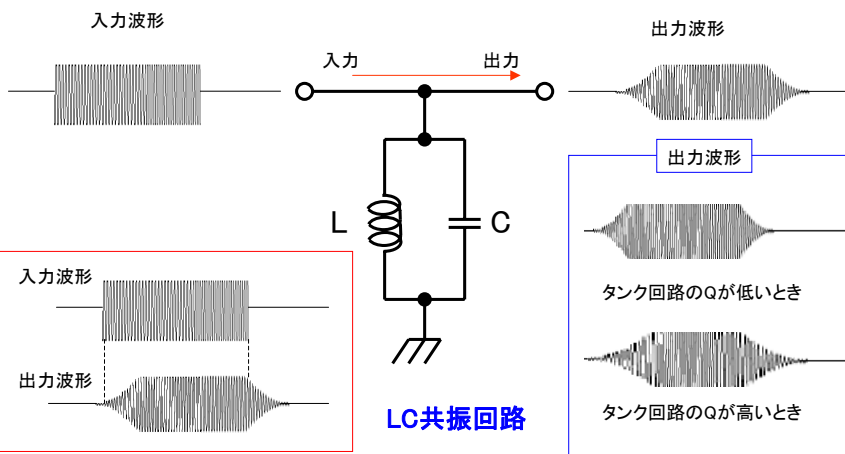 入力波形
入力
出力
出力波形
出力波形
L
C
入力波形
タンク回路のQが低いとき
出力波形
LC共振回路
タンク回路のQが高いとき